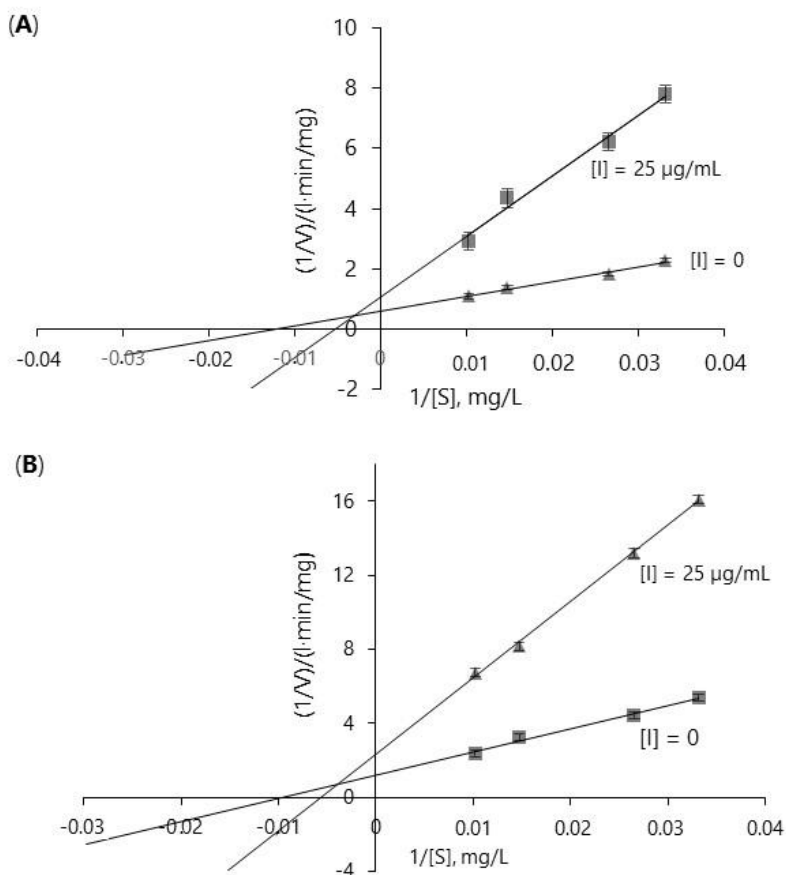 (A)
10
8
6
4
2
0
-2
(1/V)/(l·min/mg)
[I] = 25 µg/mL
[I] = 0
-0.04 -0.03 -0.02 -0.01 0 0.01 0.02 0.03 0.04
1/[S], mg/L
(B)
16
12
8
4
0
-4
(1/V)/(l·min/mg)
[I] = 25 µg/mL
[I] = 0
-0.03 -0.02 -0.01 0 0.01 0.02 0.03 0.04
1/[S], mg/L